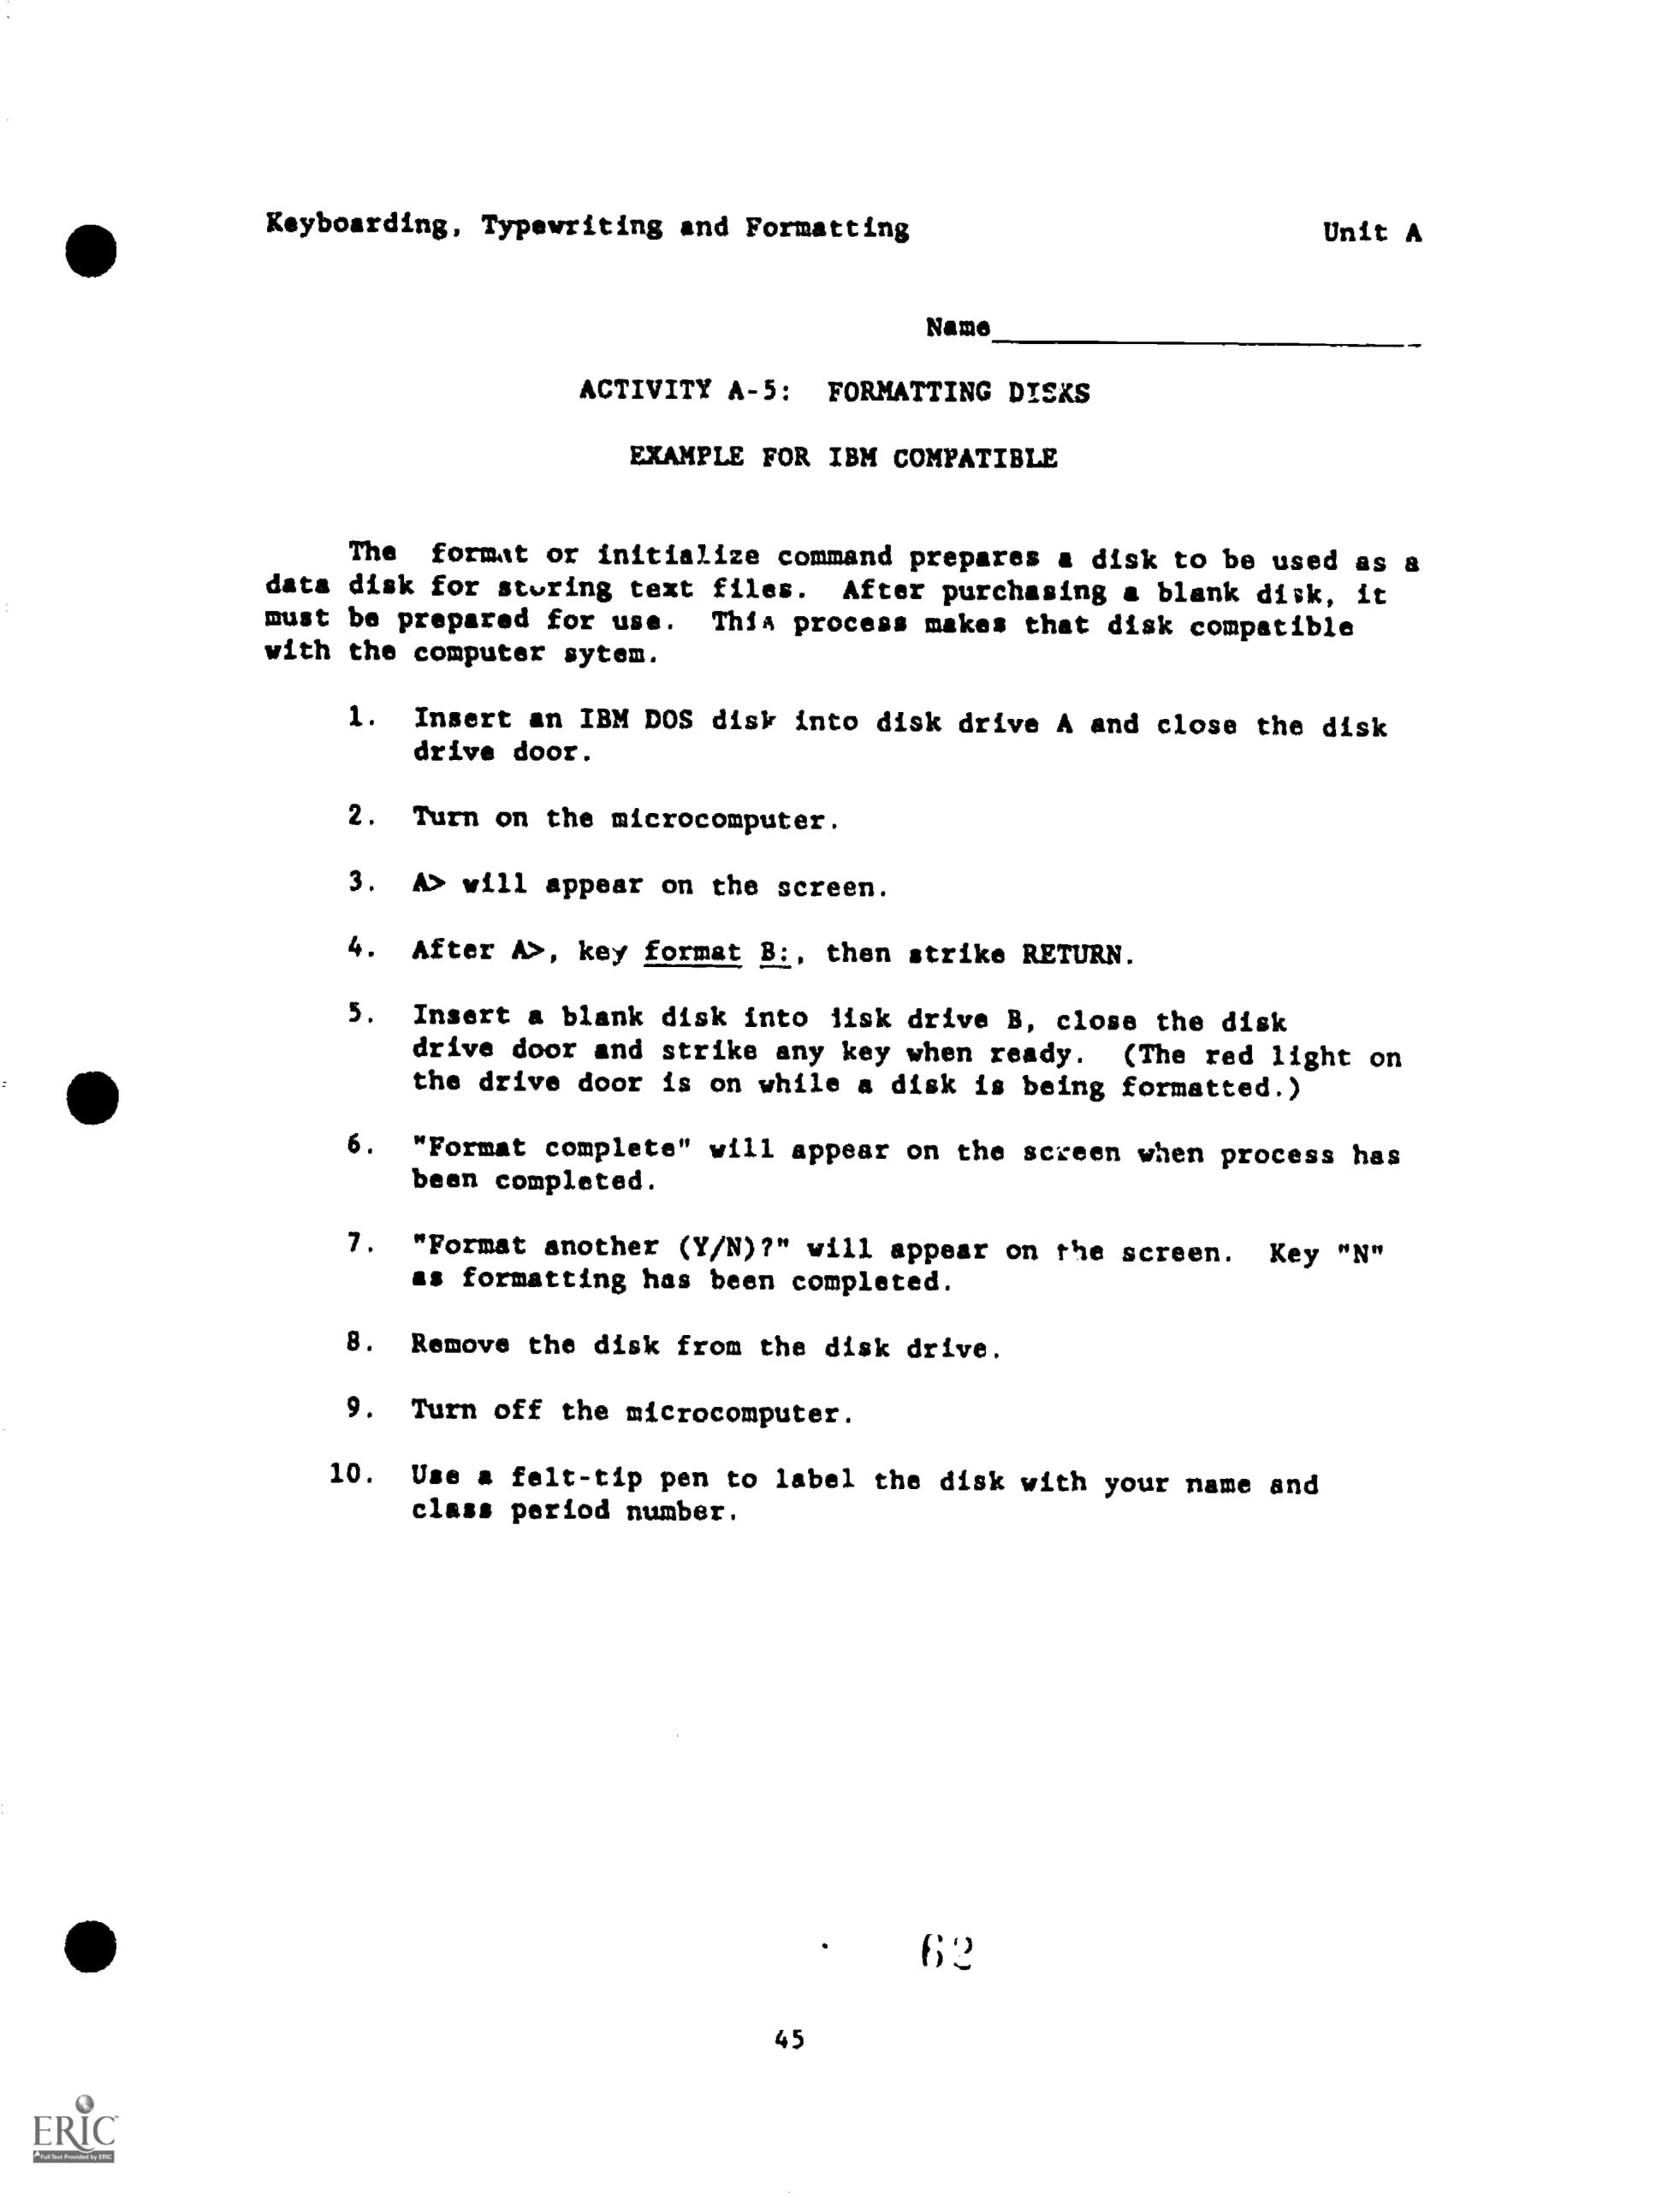 Keyboarding, Typewriting and Formatting Unit A
Name
ACTIVITY A-5: FORMATTING DISKS
EXAMPLE FOR IBM COMPATIBLE
The format or initialize command prepares a disk to be used as a
data disk for storing text files. After purchasing a blank disk, it
must be prepared for use. This process makes that disk compatible
with the computer sytem.
1. Insert an IBM DOS disk into disk drive A and close the disk
drive door.
2. Turn on the microcomputer.
3. A> will appear on the screen.
4. After A>, key format B:, then strike RETURN.
5. Insert a blank disk into disk drive B, close the disk
drive door and strike any key when ready. (The red light on
the drive door is on while a disk is being formatted.)
6. "Format complete" will appear on the screen when process has
been completed.
7. "Format another (Y/N)?" will appear on the screen. Key "N"
as formatting has been completed.
8. Remove the disk from the disk drive.
9. Turn off the microcomputer.
10. Use a felt-tip pen to label the disk with your name and
class period number.
62
45
ERIC
Full Text Provided by ERIC